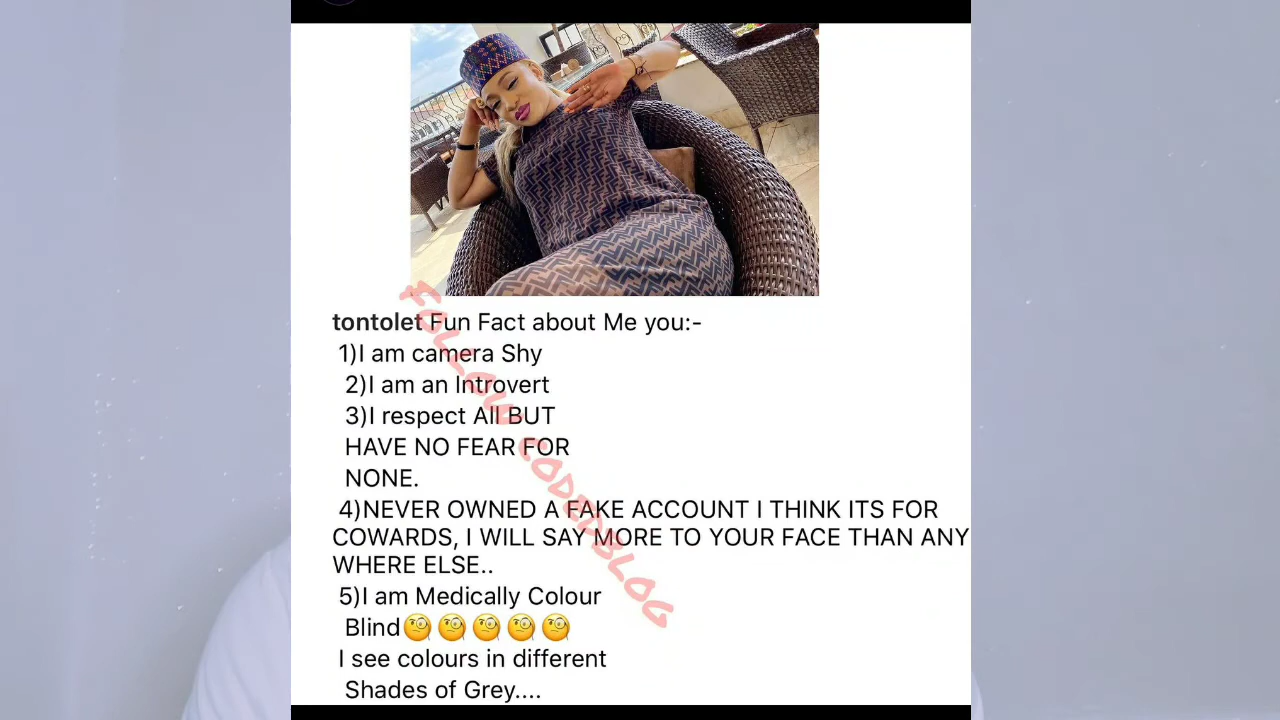 tontolet Fun Fact about Me you:-
1)I am camera Shy
2)I am an Introvert
3)I respect All BUT
HAVE NO FEAR FOR
NONE.
4)NEVER OWNED A FAKE ACCOUNT I THINK ITS FOR
COWARDS, I WILL SAY MORE TO YOUR FACE THAN ANY
WHERE ELSE..
5)I am Medically Colour
Blind🧐🧐🧐🧐🧐
I see colours in different
Shades of Grey....
FOLLOW CODEDBLOG